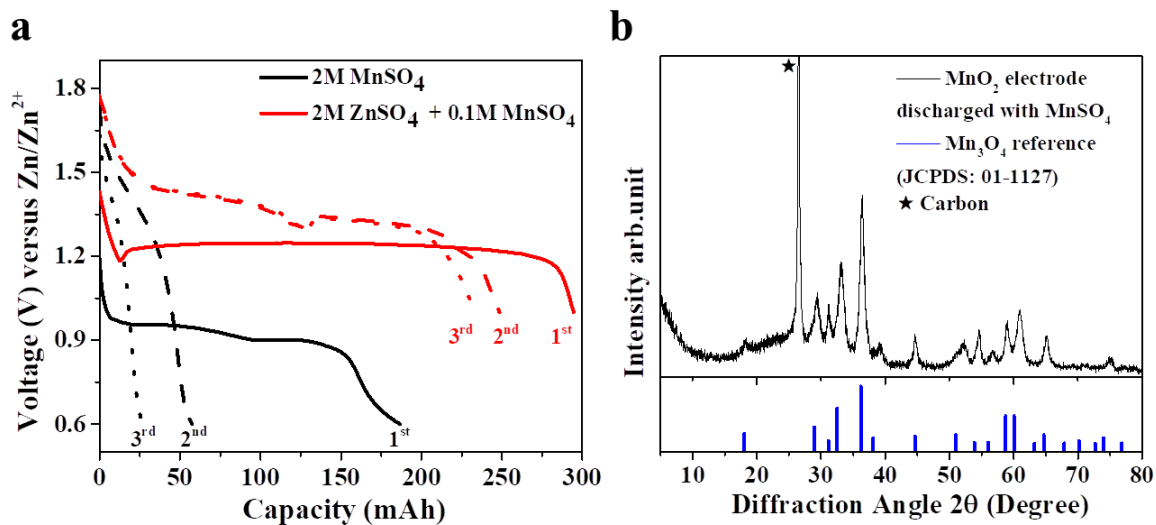 a
2M MnSO₄
2M ZnSO₄ + 0.1M MnSO₄
Voltage (V) versus Zn/Zn²⁺
1.8
1.5
1.2
0.9
0.6
3ʳᵈ 2ⁿᵈ 1ˢᵗ
3ʳᵈ 2ⁿᵈ 1ˢᵗ
0 50 100 150 200 250 300
Capacity (mAh)
b
★ MnO₂ electrode
discharged with MnSO₄
Mn₃O₄ reference
(JCPDS: 01-1127)
★ Carbon
Intensity arb.unit
10 20 30 40 50 60 70 80
Diffraction Angle 2θ (Degree)